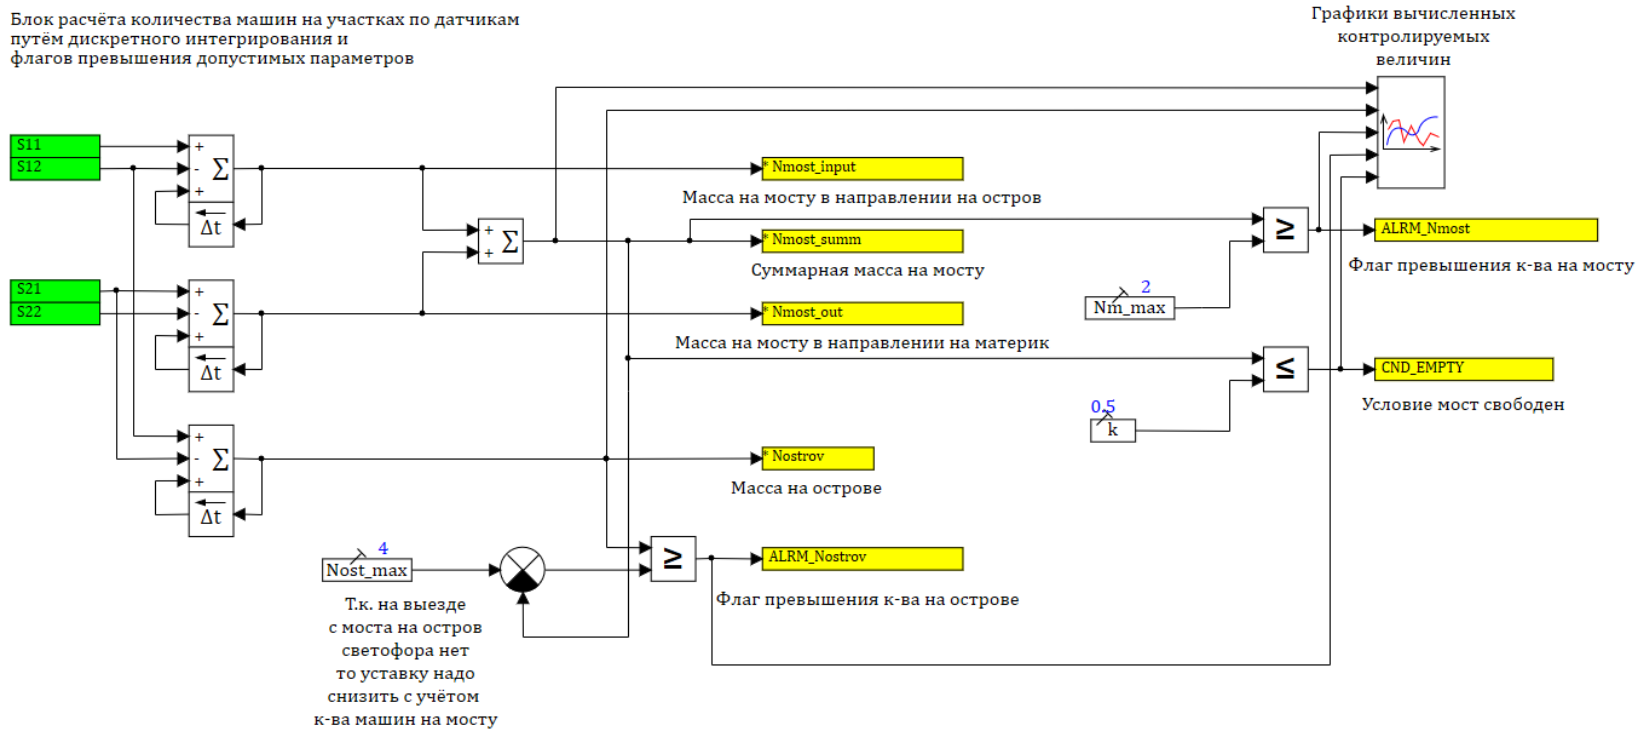 Блок расчёта количества машин на участках по датчикам
путём дискретного интегрирования и
флагов превышения допустимых параметров
Графики вычисленных
контролируемых
величин
S11
S12
+
-
+
Σ
Δt
* Nmost_input
Масса на мосту в направлении на остров
+
+
Σ
* Nmost_summ
Суммарная масса на мосту
≥
ALRM_Nmost
Флаг превышения к-ва на мосту
2
Nm_max
S21
S22
+
-
+
Σ
Δt
* Nmost_out
Масса на мосту в направлении на материк
≤
CND_EMPTY
Условие мост свободен
0.5
k
+
-
+
Σ
Δt
* Nostrov
Масса на острове
4
Nost_max
≥
ALRM_Nostrov
Флаг превышения к-ва на острове
Т.к. на выезде
с моста на остров
светофора нет
то уставку надо
снизить с учётом
к-ва машин на мосту